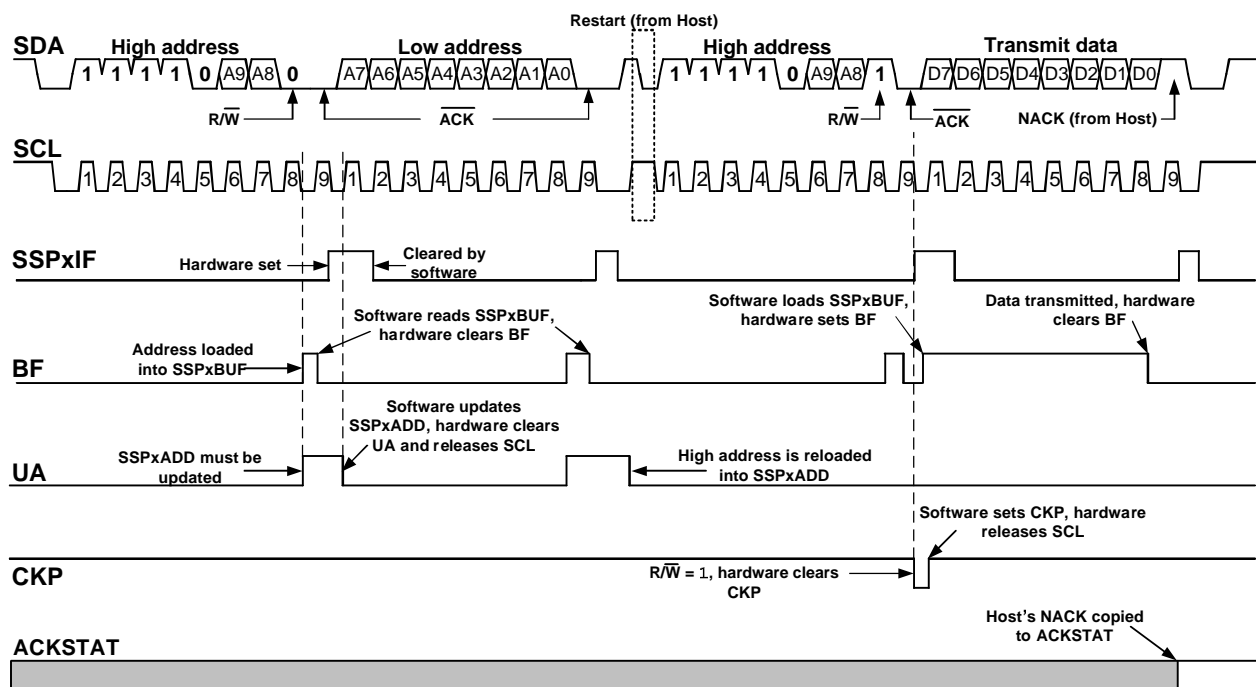 Restart (from Host)
SDA
High address
Low address
High address
Transmit data
1 1 1 1 0 A9 A8 0
A7 A6 A5 A4 A3 A2 A1 A0
1 1 1 1 0 A9 A8 1
D7 D6 D5 D4 D3 D2 D1 D0
R/W
ACK
R/W
ACK
NACK (from Host)
SCL
1 2 3 4 5 6 7 8 9 1 2 3 4 5 6 7 8 9
1 2 3 4 5 6 7 8 9 1 2 3 4 5 6 7 8 9
SSPxIF
Hardware set
Cleared by
software
Software reads SSPxBUF,
hardware clears BF
Software loads SSPxBUF,
hardware sets BF
Data transmitted, hardware
clears BF
BF
Address loaded
into SSPxBUF
Software updates
SSPxADD, hardware clears
UA and releases SCL
UA
SSPxADD must be
updated
High address is reloaded
into SSPxADD
Software sets CKP, hardware
releases SCL
CKP
R/W = 1, hardware clears
CKP
Host's NACK copied
to ACKSTAT
ACKSTAT